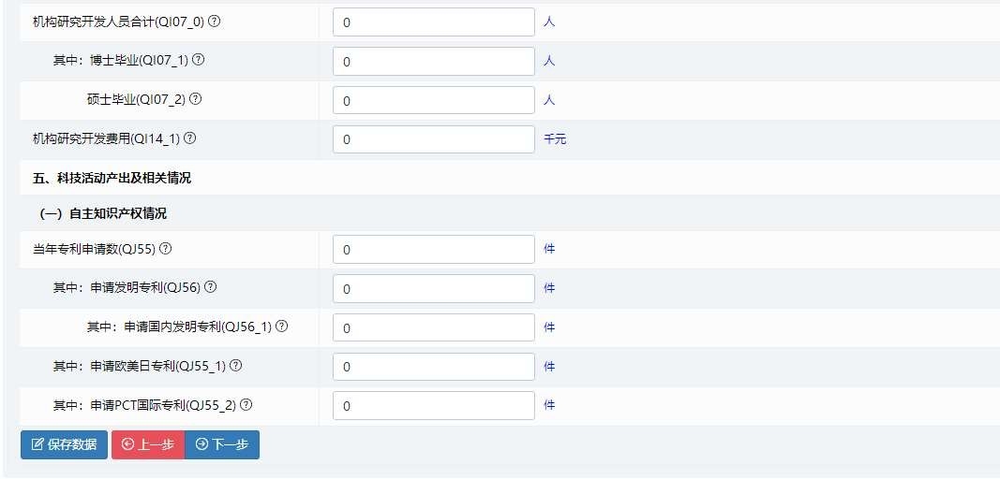 机构研究开发人员合计(QI07_0) 0 人
其中：博士毕业(QI07_1) 0 人
硕士毕业(QI07_2) 0 人
机构研究开发费用(QI14_1) 0 千元
五、科技活动产出及相关情况
（一）自主知识产权情况
当年专利申请数(QJ55) 0 件
其中：申请发明专利(QJ56) 0 件
其中：申请国内发明专利(QJ56_1) 0 件
其中：申请欧美日专利(QJ55_1) 0 件
其中：申请PCT国际专利(QJ55_2) 0 件
保存数据 上一步 下一步